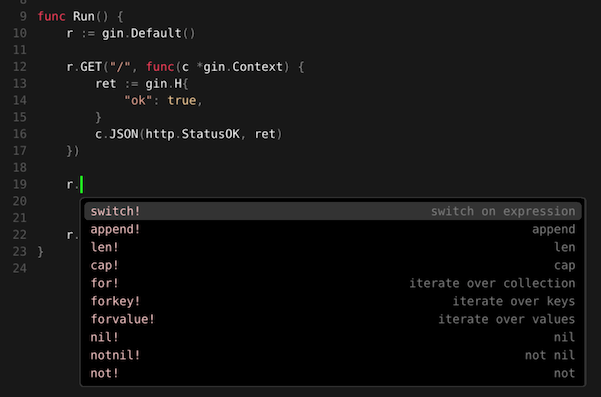 8
9 func Run() {
10 r := gin.Default()
11
12 r.GET("/", func(c *gin.Context) {
13 ret := gin.H{
14 "ok": true,
15 }
16 c.JSON(http.StatusOK, ret)
17 })
18
19 r.
20
switch! switch on expression
21
append! append
22 r.
len! len
23 }
cap! cap
24
for! iterate over collection
forkey! iterate over keys
forvalue! iterate over values
nil! nil
notnil! not nil
not! not